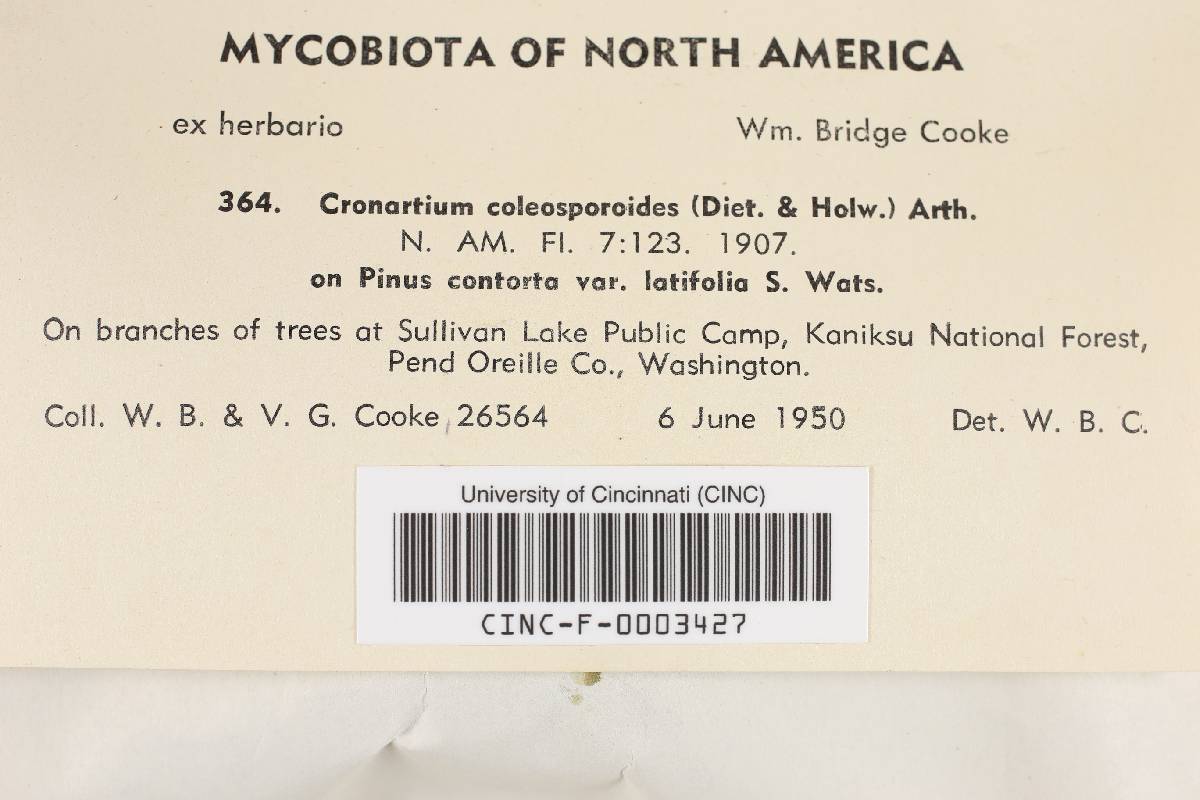 MYCOBIOTA OF NORTH AMERICA
ex herbario Wm. Bridge Cooke
364. Cronartium coleosporoides (Diet. & Holw.) Arth.
N. AM. Fl. 7:123. 1907.
on Pinus contorta var. latifolia S. Wats.
On branches of trees at Sullivan Lake Public Camp, Kaniksu National Forest,
Pend Oreille Co., Washington.
Coll. W. B. & V. G. Cooke 26564 6 June 1950 Det. W. B. C.
University of Cincinnati (CINC)
CINC-F-0003427